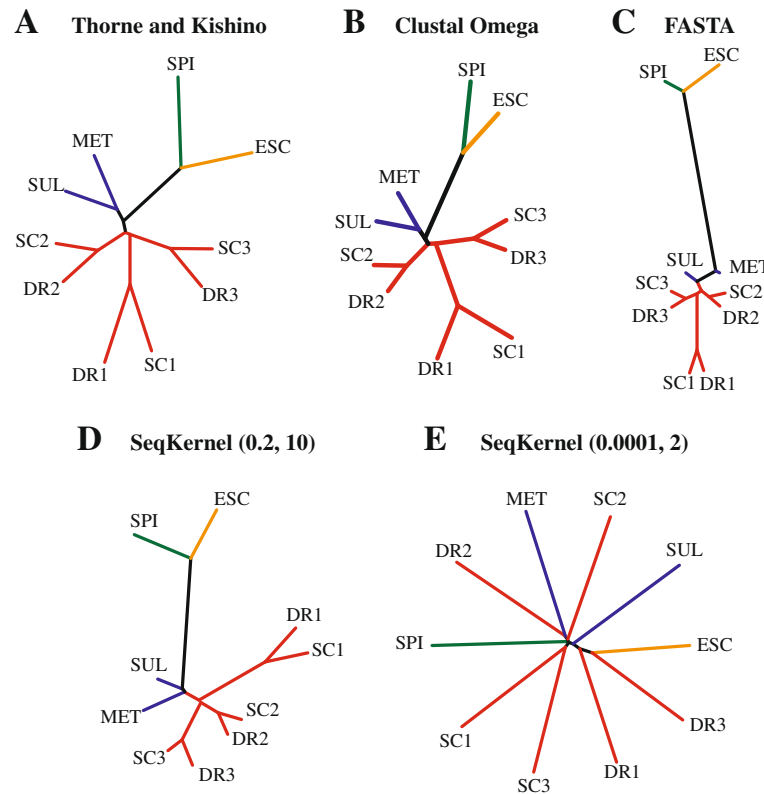 A Thorne and Kishino
SPI
ESC
MET
SUL
SC2
SC3
DR2
DR3
SC1
DR1
B Clustal Omega
SPI
ESC
MET
SUL
SC3
SC2
DR3
DR2
SC1
DR1
C FASTA
ESC
SPI
SUL
MET
SC3
SC2
DR3
DR2
SC1
DR1
D SeqKernel (0.2, 10)
ESC
SPI
DR1
SC1
SUL
MET
SC2
DR2
SC3
DR3
E SeqKernel (0.0001, 2)
MET
SC2
DR2
SUL
SPI
ESC
SC1
DR3
DR1
SC3